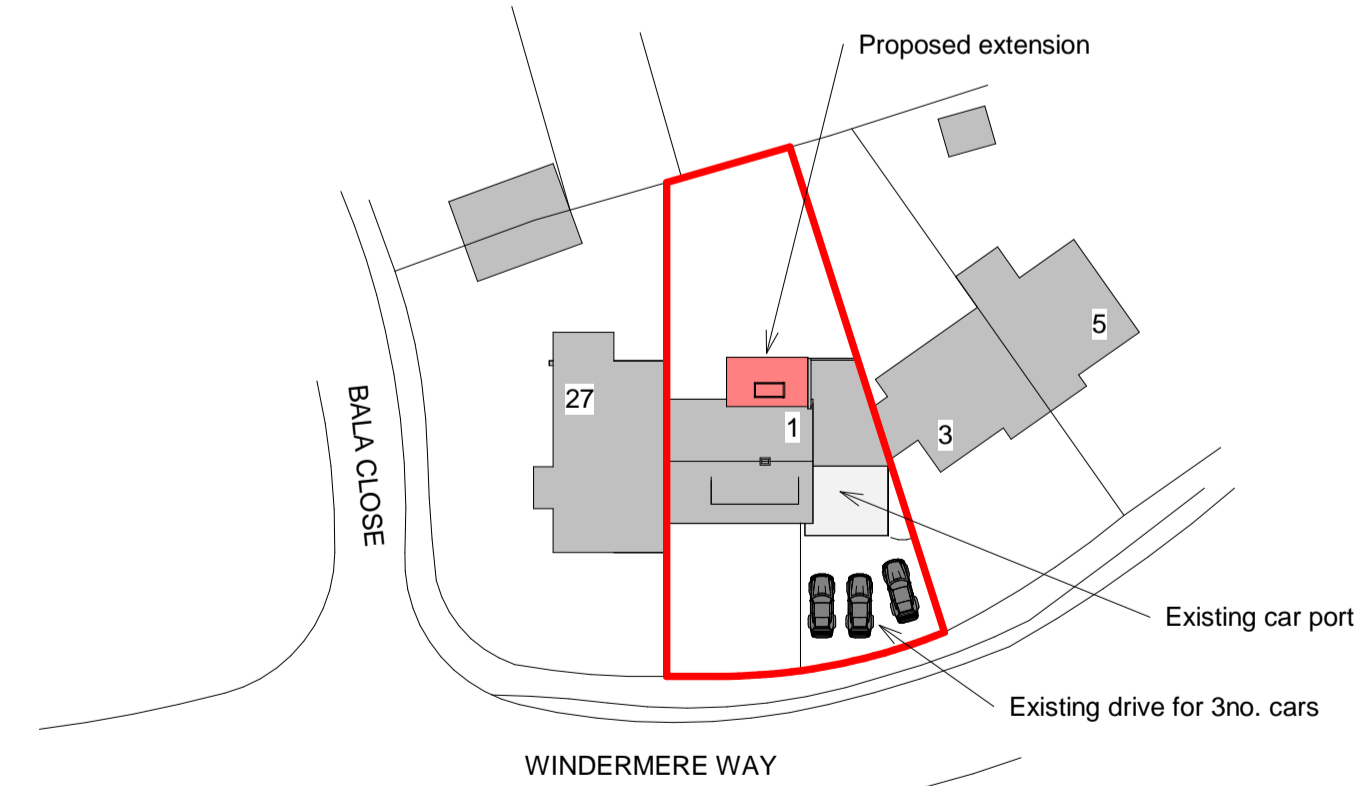 Proposed extension
5
27
1
3
BALA CLOSE
Existing car port
Existing drive for 3no. cars
WINDERMERE WAY